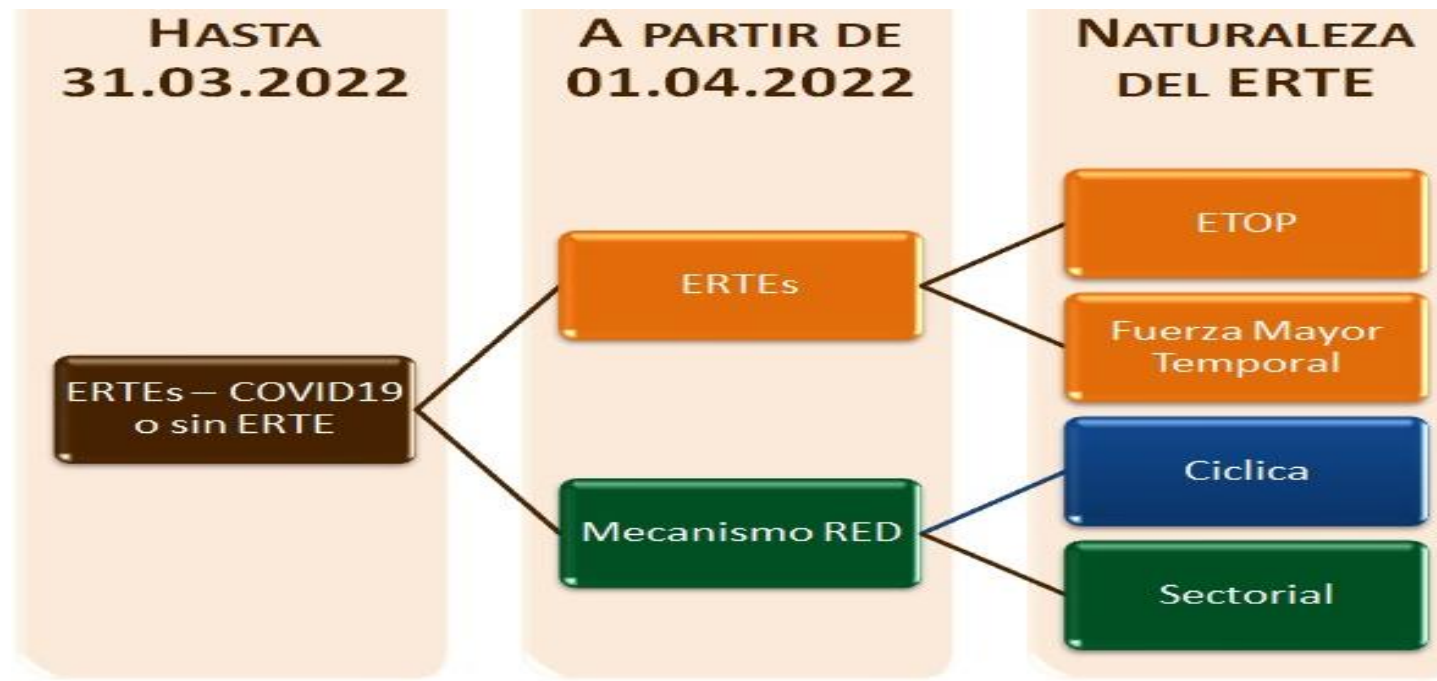 HASTA
31.03.2022
A PARTIR DE
01.04.2022
NATURALEZA
DEL ERTE
ERTEs – COVID19
o sin ERTE
ERTEs
Mecanismo RED
ETOP
Fuerza Mayor
Temporal
Ciclica
Sectorial